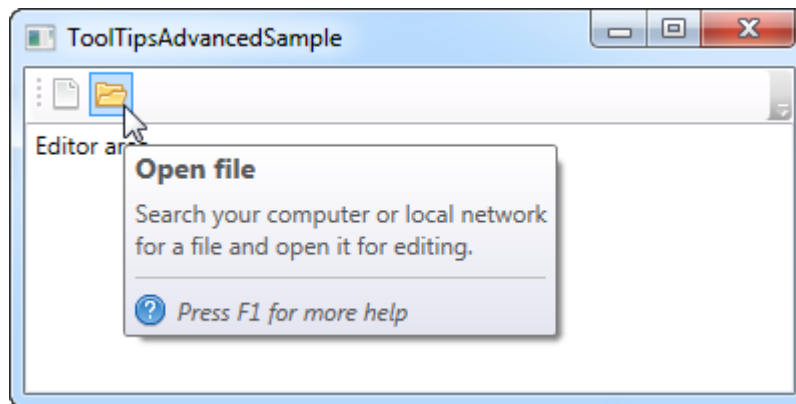 ToolTipsAdvancedSample
Editor
Open file
Search your computer or local network
for a file and open it for editing.
Press F1 for more help